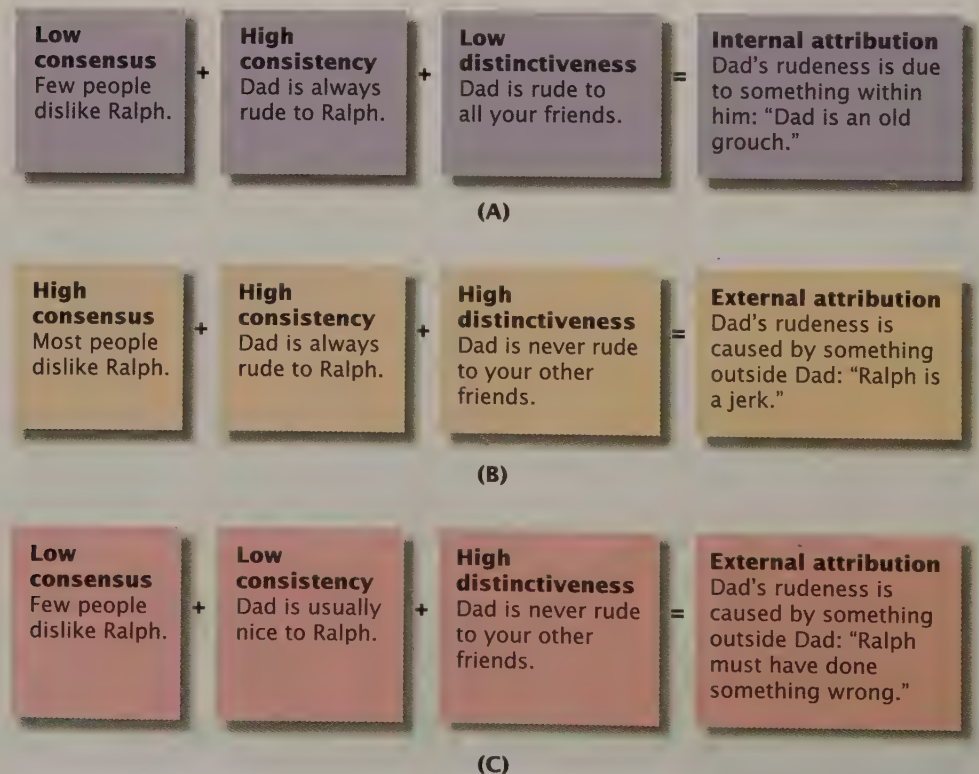 Low
consensus
Few people
dislike Ralph.
+
High
consistency
Dad is always
rude to Ralph.
+
Low
distinctiveness
Dad is rude to
all your friends.
=
Internal attribution
Dad's rudeness is due
to something within
him: "Dad is an old
grouch."
(A)
High
consensus
Most people
dislike Ralph.
+
High
consistency
Dad is always
rude to Ralph.
+
High
distinctiveness
Dad is never rude
to your other
friends.
=
External attribution
Dad's rudeness is
caused by something
outside Dad: "Ralph is
a jerk."
(B)
Low
consensus
Few people
dislike Ralph.
+
Low
consistency
Dad is usually
nice to Ralph.
+
High
distinctiveness
Dad is never rude
to your other
friends.
=
External attribution
Dad's rudeness is
caused by something
outside Dad: "Ralph
must have done
something wrong."
(C)